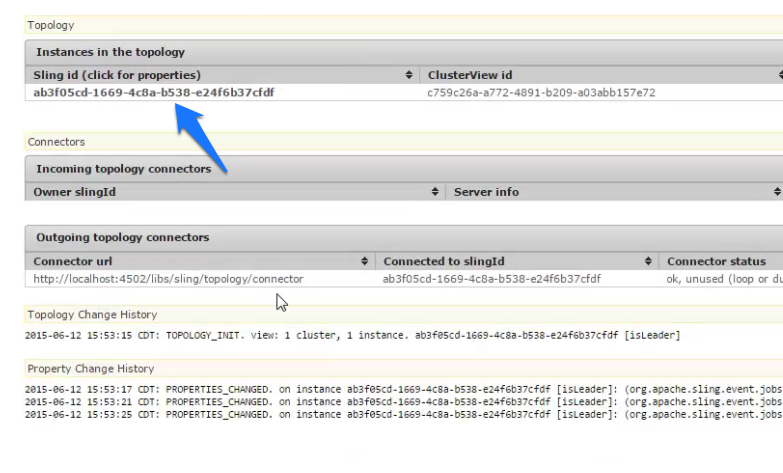 Topology
Instances in the topology
Sling id (click for properties) ClusterView id
ab3f05cd-1669-4c8a-b538-e24f6b37cfdf c759c26a-a772-4891-b209-a03abb157e72
Connectors
Incoming topology connectors
Owner slingId Server info
Outgoing topology connectors
Connector url Connected to slingId Connector status
http://localhost:4502/libs/sling/topology/connector ab3f05cd-1669-4c8a-b538-e24f6b37cfdf ok, unused (loop or du
Topology Change History
2015-06-12 15:53:15 CDT: TOPOLOGY_INIT. view: 1 cluster, 1 instance. ab3f05cd-1669-4c8a-b538-e24f6b37cfdf [isLeader]
Property Change History
2015-06-12 15:53:17 CDT: PROPERTIES_CHANGED. on instance ab3f05cd-1669-4c8a-b538-e24f6b37cfdf [isLeader]: (org.apache.sling.event.jobs
2015-06-12 15:53:21 CDT: PROPERTIES_CHANGED. on instance ab3f05cd-1669-4c8a-b538-e24f6b37cfdf [isLeader]: (org.apache.sling.event.jobs
2015-06-12 15:53:25 CDT: PROPERTIES_CHANGED. on instance ab3f05cd-1669-4c8a-b538-e24f6b37cfdf [isLeader]: (org.apache.sling.event.jobs